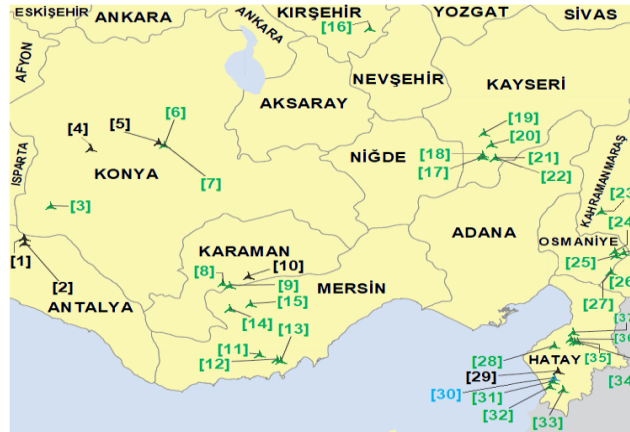 ESKİŞEHİR
ANKARA
ANKARA
KIRŞEHİR
[16]
YOZGAT
SİVAS
AFYON
NEVŞEHİR
KAYSERİ
AKSARAY
[4]
[5]
[6]
[19]
[20]
ISPARTA
KONYA
[7]
NİĞDE
[18]
[17]
[21]
[22]
KAHRAMANMARAŞ
[3]
[23]
[24]
ADANA
OSMANİYE
[1]
[2]
KARAMAN
[8]
[10]
[9]
MERSİN
[25]
[26]
[27]
ANTALYA
[15]
[14]
[11]
[13]
[12]
[28]
HATAY
[35]
[29]
[30]
[31]
[32]
[33]
[34
[36
[37